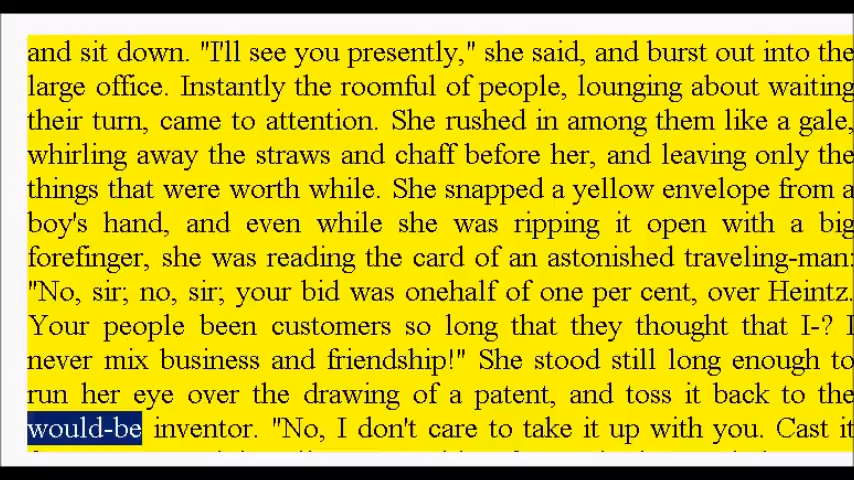 and sit down. "I'll see you presently," she said, and burst out into the
large office. Instantly the roomful of people, lounging about waiting
their turn, came to attention. She rushed in among them like a gale,
whirling away the straws and chaff before her, and leaving only the
things that were worth while. She snapped a yellow envelope from a
boy's hand, and even while she was ripping it open with a big
forefinger, she was reading the card of an astonished traveling-man:
"No, sir; no, sir; your bid was onehalf of one per cent, over Heintz.
Your people been customers so long that they thought that I-? I
never mix business and friendship!" She stood still long enough to
run her eye over the drawing of a patent, and toss it back to the
would-be inventor. "No, I don't care to take it up with you. Cast it